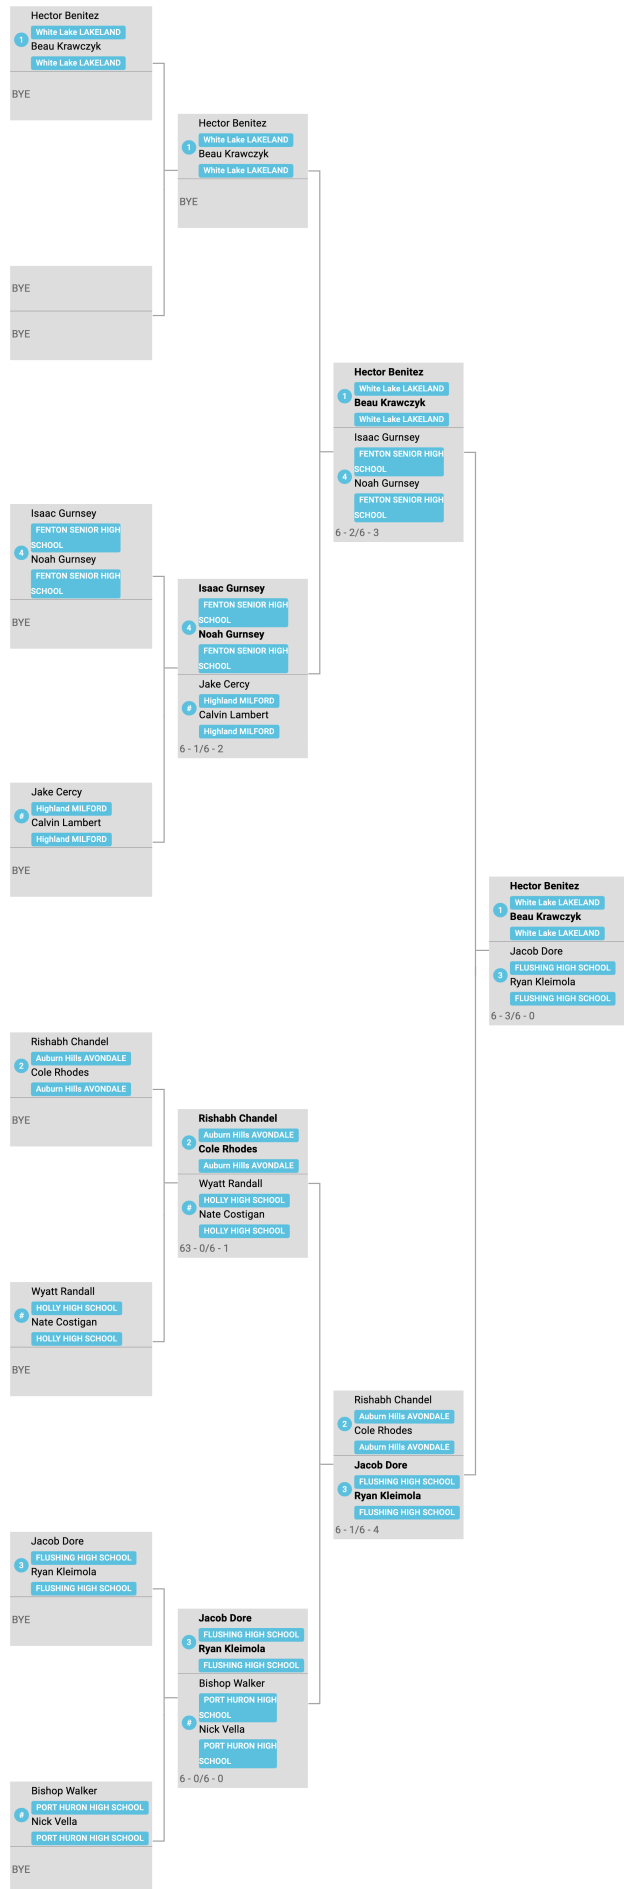 Hector Benitez
1
White Lake LAKELAND
Beau Krawczyk
White Lake LAKELAND
BYE
BYE
BYE
Isaac Gurnsey
4
FENTON SENIOR HIGH
SCHOOL
Noah Gurnsey
FENTON SENIOR HIGH
SCHOOL
BYE
Jake Cercy
#
Highland MILFORD
Calvin Lambert
Highland MILFORD
BYE
Rishabh Chandel
2
Auburn Hills AVONDALE
Cole Rhodes
Auburn Hills AVONDALE
BYE
Wyatt Randall
#
HOLLY HIGH SCHOOL
Nate Costigan
HOLLY HIGH SCHOOL
BYE
Jacob Dore
3
FLUSHING HIGH SCHOOL
Ryan Kleimola
FLUSHING HIGH SCHOOL
BYE
Bishop Walker
#
PORT HURON HIGH SCHOOL
Nick Vella
PORT HURON HIGH SCHOOL
BYE
Hector Benitez
1
White Lake LAKELAND
Beau Krawczyk
White Lake LAKELAND
BYE
Isaac Gurnsey
4
FENTON SENIOR HIGH
SCHOOL
Noah Gurnsey
FENTON SENIOR HIGH
SCHOOL
Jake Cercy
#
Highland MILFORD
Calvin Lambert
Highland MILFORD
6 - 1/6 - 2
Rishabh Chandel
2
Auburn Hills AVONDALE
Cole Rhodes
Auburn Hills AVONDALE
Wyatt Randall
#
HOLLY HIGH SCHOOL
Nate Costigan
HOLLY HIGH SCHOOL
63 - 0/6 - 1
Jacob Dore
3
FLUSHING HIGH SCHOOL
Ryan Kleimola
FLUSHING HIGH SCHOOL
Bishop Walker
#
PORT HURON HIGH
SCHOOL
Nick Vella
PORT HURON HIGH
SCHOOL
6 - 0/6 - 0
Hector Benitez
1
White Lake LAKELAND
Beau Krawczyk
White Lake LAKELAND
Isaac Gurnsey
4
FENTON SENIOR HIGH
SCHOOL
Noah Gurnsey
FENTON SENIOR HIGH
SCHOOL
6 - 2/6 - 3
Rishabh Chandel
2
Auburn Hills AVONDALE
Cole Rhodes
Auburn Hills AVONDALE
Jacob Dore
3
FLUSHING HIGH SCHOOL
Ryan Kleimola
FLUSHING HIGH SCHOOL
6 - 1/6 - 4
Hector Benitez
1
White Lake LAKELAND
Beau Krawczyk
White Lake LAKELAND
Jacob Dore
3
FLUSHING HIGH SCHOOL
Ryan Kleimola
FLUSHING HIGH SCHOOL
6 - 3/6 - 0